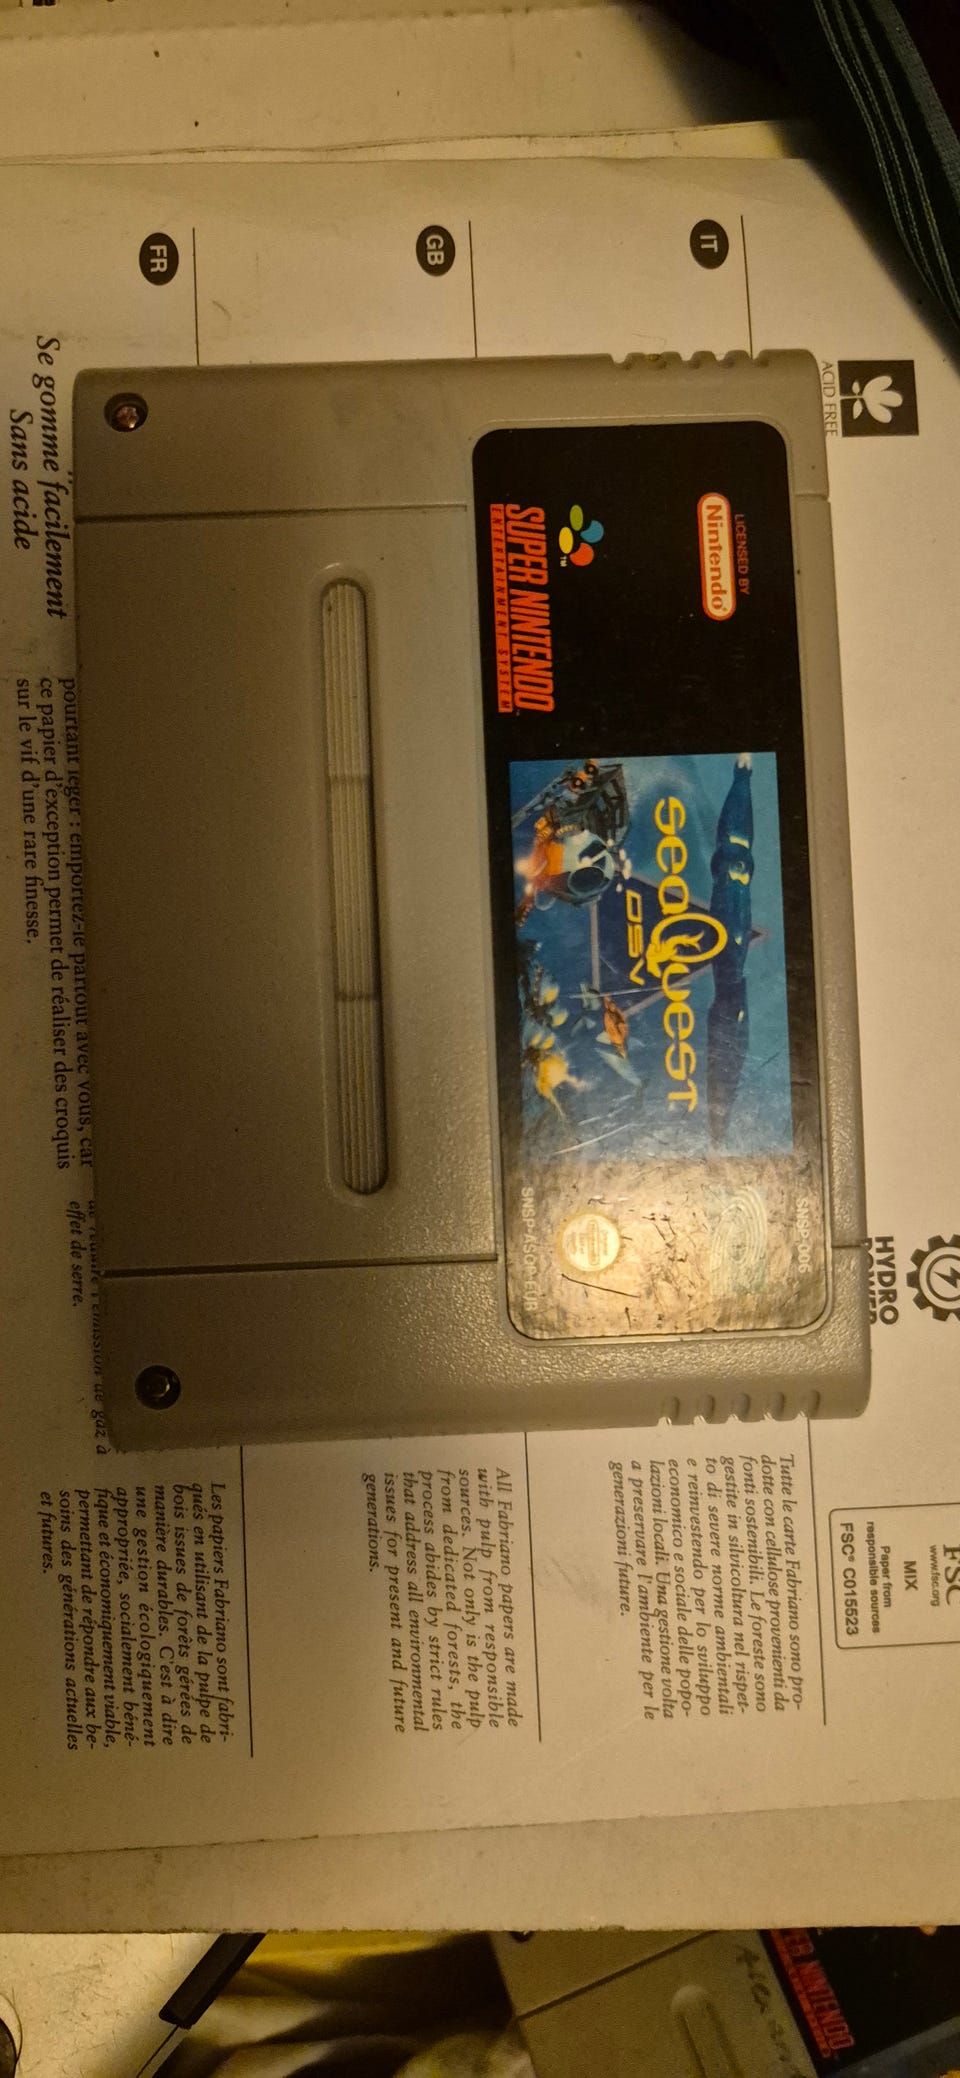 LICENSED BY
Nintendo®
SUPER NINTENDO
ENTERTAINMENT SYSTEM
TM
seaQuest
DSV
SNSP-006
SNSP-ASQP-EUR
ACID FREE
IT
GB
FR
Se gomme facilement
Sans acide
pourtant léger : emportez-le partout avec vous, car
ce papier d'exception permet de réaliser des croquis
sur le vif d'une rare finesse.
de réduire l'émission de gaz à
effet de serre.
HYDRO
POWER
FSC
www.fsc.org
MIX
Paper from
responsible sources
FSC® C015523
Tutte le carte Fabriano sono pro-
dotte con cellulose provenienti da
fonti sostenibili. Le foreste sono
gestite in silvicoltura nel rispet-
to di severe norme ambientali
e reinvestendo per lo sviluppo
economico e sociale delle popo-
lazioni locali. Una gestione volta
a preservare l'ambiente per le
generazioni future.
All Fabriano papers are made
with pulp from responsible
sources. Not only is the pulp
from dedicated forests, the
process abides by strict rules
that address all environmental
issues for present and future
generations.
Les papiers Fabriano sont fabri-
qués en utilisant de la pulpe de
bois issues de forêts gérées de
manière durables. C'est à dire
une gestion écologiquement
appropriée, socialement béné-
fique et économiquement viable,
permettant de répondre aux be-
soins des générations actuelles
et futures.
NINTENDO